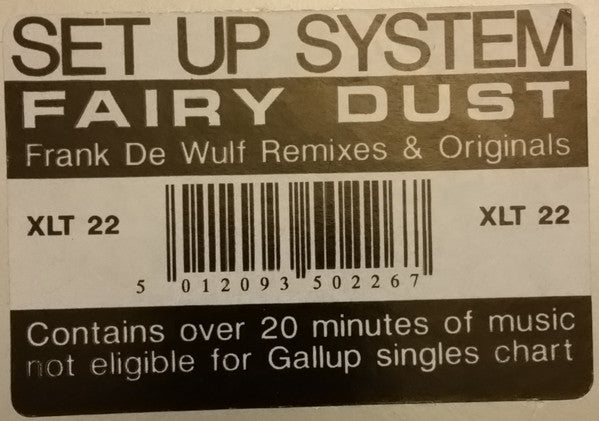 SET UP SYSTEM
FAIRY DUST
Frank De Wulf Remixes & Originals
XLT 22 XLT 22
5 012093 502267
Contains over 20 minutes of music
not eligible for Gallup singles chart